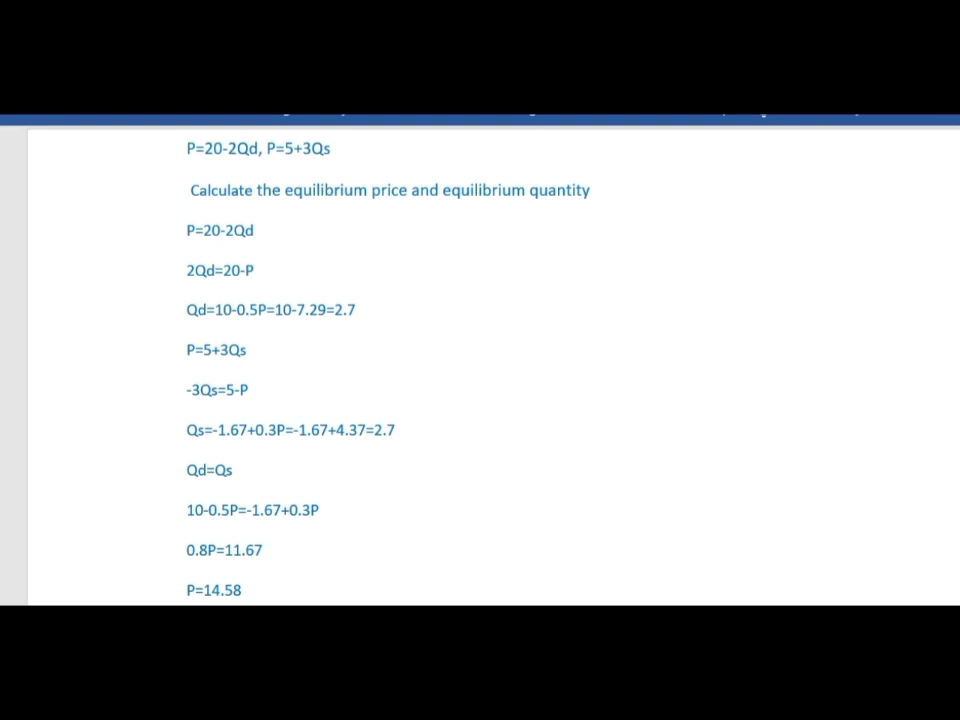 P=20-2Qd, P=5+3Qs
Calculate the equilibrium price and equilibrium quantity
P=20-2Qd
2Qd=20-P
Qd=10-0.5P=10-7.29=2.7
P=5+3Qs
-3Qs=5-P
Qs=-1.67+0.3P=-1.67+4.37=2.7
Qd=Qs
10-0.5P=-1.67+0.3P
0.8P=11.67
P=14.58